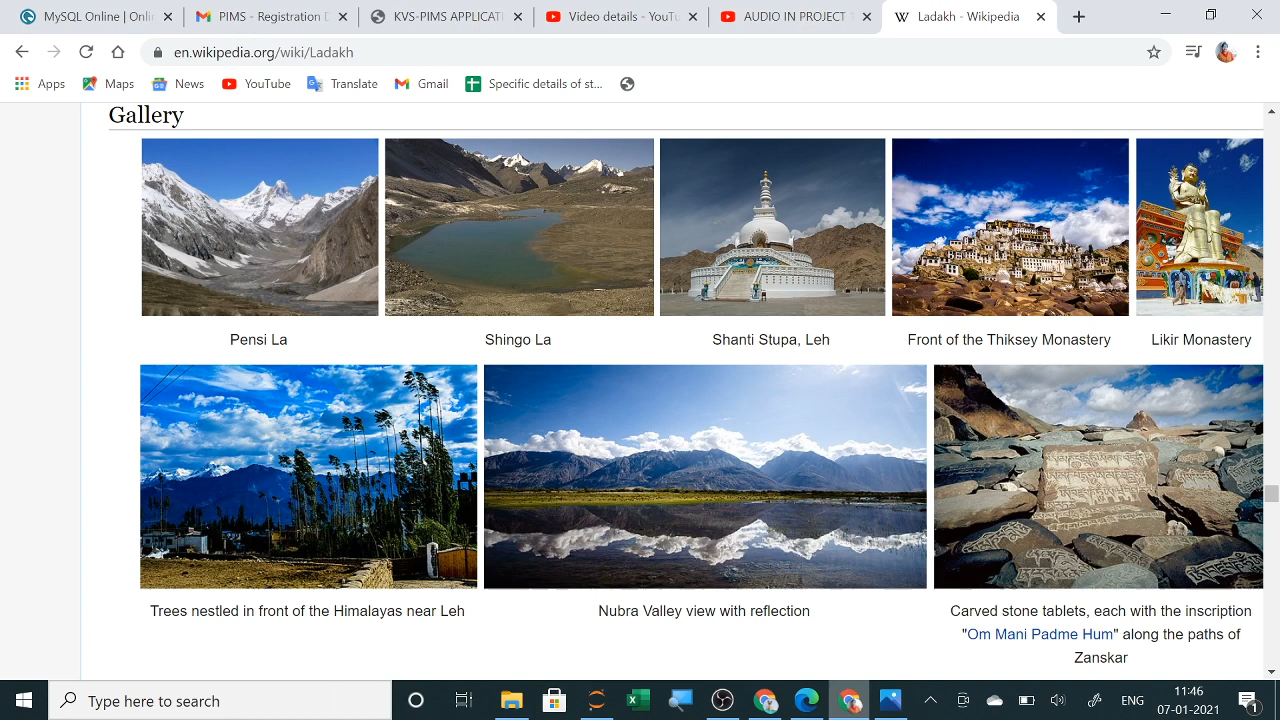 MySQL Online | Onli
PIMS - Registration D
KVS-PIMS APPLICAT
Video details - YouTu
AUDIO IN PROJECT
Ladakh - Wikipedia
en.wikipedia.org/wiki/Ladakh
Apps
Maps
News
YouTube
Translate
Gmail
Specific details of st...
Gallery
Pensi La
Shingo La
Shanti Stupa, Leh
Front of the Thiksey Monastery
Likir Monastery
Trees nestled in front of the Himalayas near Leh
Nubra Valley view with reflection
Carved stone tablets, each with the inscription
"Om Mani Padme Hum" along the paths of
Zanskar
Type here to search
ENG
11:46
07-01-2021
1